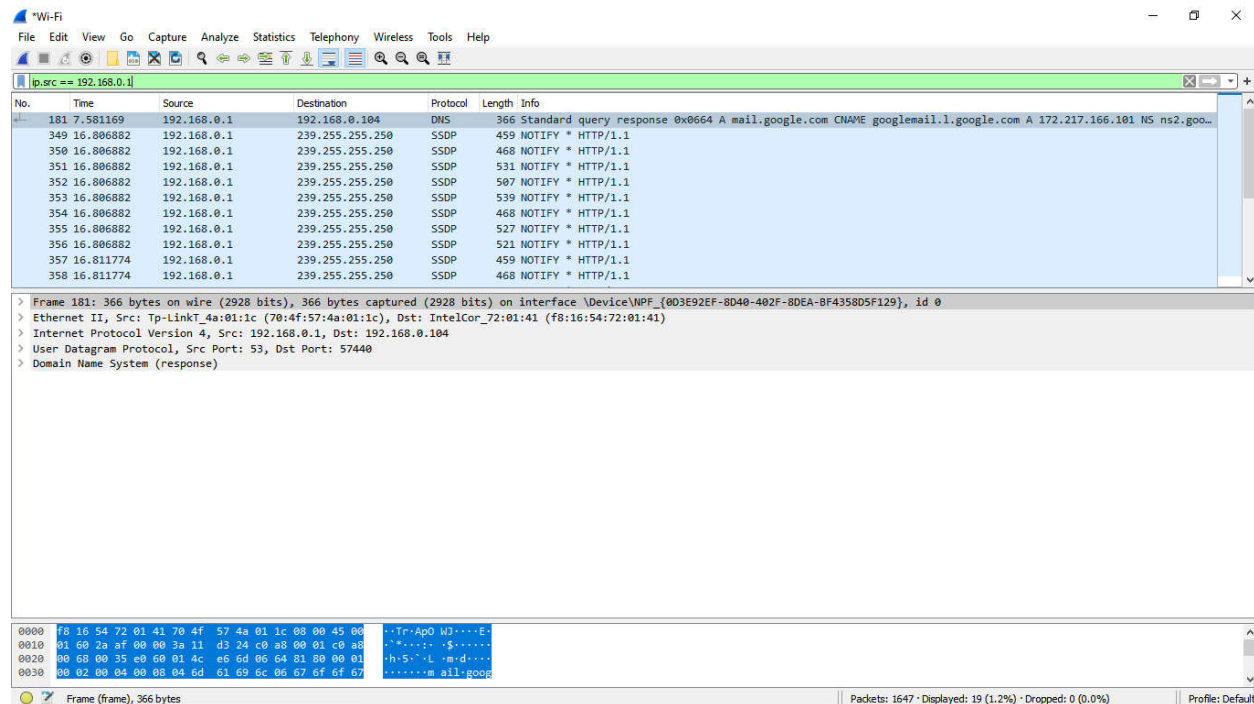 *Wi-Fi
File Edit View Go Capture Analyze Statistics Telephony Wireless Tools Help
ip.src == 192.168.0.1
No. Time Source Destination Protocol Length Info
181 7.581169 192.168.0.1 192.168.0.104 DNS 366 Standard query response 0x0664 A mail.google.com CNAME googlemail.l.google.com A 172.217.166.101 NS ns2.goo…
349 16.806882 192.168.0.1 239.255.255.250 SSDP 459 NOTIFY * HTTP/1.1
350 16.806882 192.168.0.1 239.255.255.250 SSDP 468 NOTIFY * HTTP/1.1
351 16.806882 192.168.0.1 239.255.255.250 SSDP 531 NOTIFY * HTTP/1.1
352 16.806882 192.168.0.1 239.255.255.250 SSDP 507 NOTIFY * HTTP/1.1
353 16.806882 192.168.0.1 239.255.255.250 SSDP 539 NOTIFY * HTTP/1.1
354 16.806882 192.168.0.1 239.255.255.250 SSDP 468 NOTIFY * HTTP/1.1
355 16.806882 192.168.0.1 239.255.255.250 SSDP 527 NOTIFY * HTTP/1.1
356 16.806882 192.168.0.1 239.255.255.250 SSDP 521 NOTIFY * HTTP/1.1
357 16.811774 192.168.0.1 239.255.255.250 SSDP 459 NOTIFY * HTTP/1.1
358 16.811774 192.168.0.1 239.255.255.250 SSDP 468 NOTIFY * HTTP/1.1
> Frame 181: 366 bytes on wire (2928 bits), 366 bytes captured (2928 bits) on interface \Device\NPF_{0D3E92EF-8D40-402F-8DEA-BF4358D5F129}, id 0
> Ethernet II, Src: Tp-LinkT_4a:01:1c (70:4f:57:4a:01:1c), Dst: IntelCor_72:01:41 (f8:16:54:72:01:41)
> Internet Protocol Version 4, Src: 192.168.0.1, Dst: 192.168.0.104
> User Datagram Protocol, Src Port: 53, Dst Port: 57440
> Domain Name System (response)
0000 f8 16 54 72 01 41 70 4f 57 4a 01 1c 08 00 45 00 ··Tr·ApO WJ····E·
0010 01 60 2a af 00 00 3a 11 d3 24 c0 a8 00 01 c0 a8 ·`*···:· ·$······
0020 00 68 00 35 e0 60 01 4c e6 6d 06 64 81 80 00 01 ·h·5·`·L ·m·d····
0030 00 02 00 04 00 08 04 6d 61 69 6c 06 67 6f 6f 67 ·······m ail·goog
Frame (frame), 366 bytes Packets: 1647 · Displayed: 19 (1.2%) · Dropped: 0 (0.0%) Profile: Default